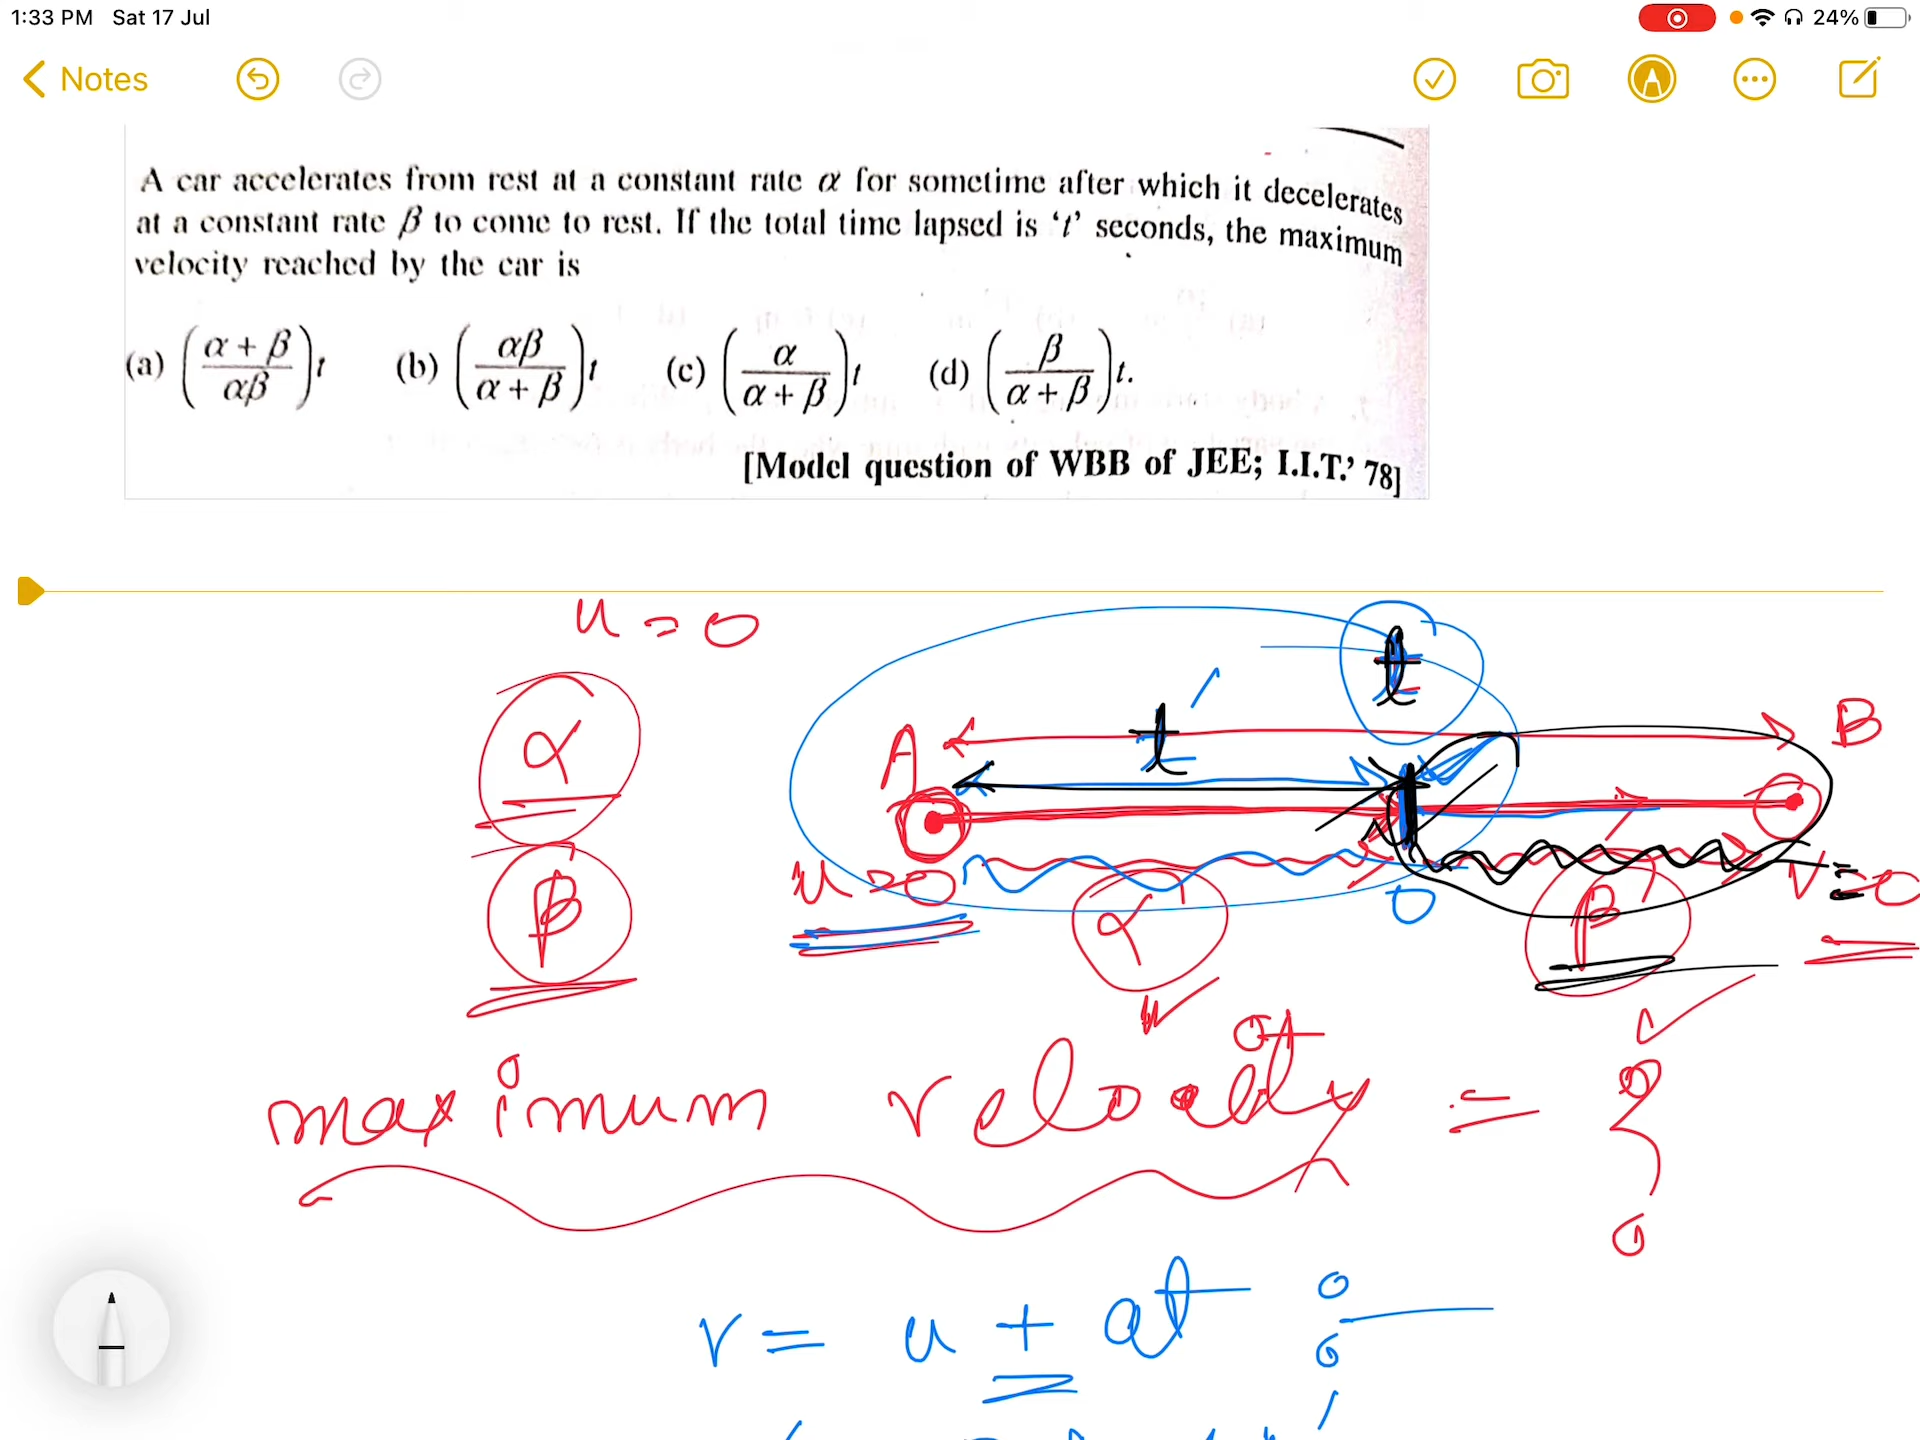 1:33 PM Sat 17 Jul
24%
Notes
A car accelerates from rest at a constant rate α for sometime after which it decelerates
at a constant rate β to come to rest. If the total time lapsed is ‘t’ seconds, the maximum
velocity reached by the car is
(a) (α + β / αβ) t (b) (αβ / α + β) t (c) (α / α + β) t (d) (β / α + β) t.
[Model question of WBB of JEE; I.I.T.’ 78]
u = 0
t
t'
A B
α
u = 0 O v = 0
β α β
maximum velocity = ?
v = u + at